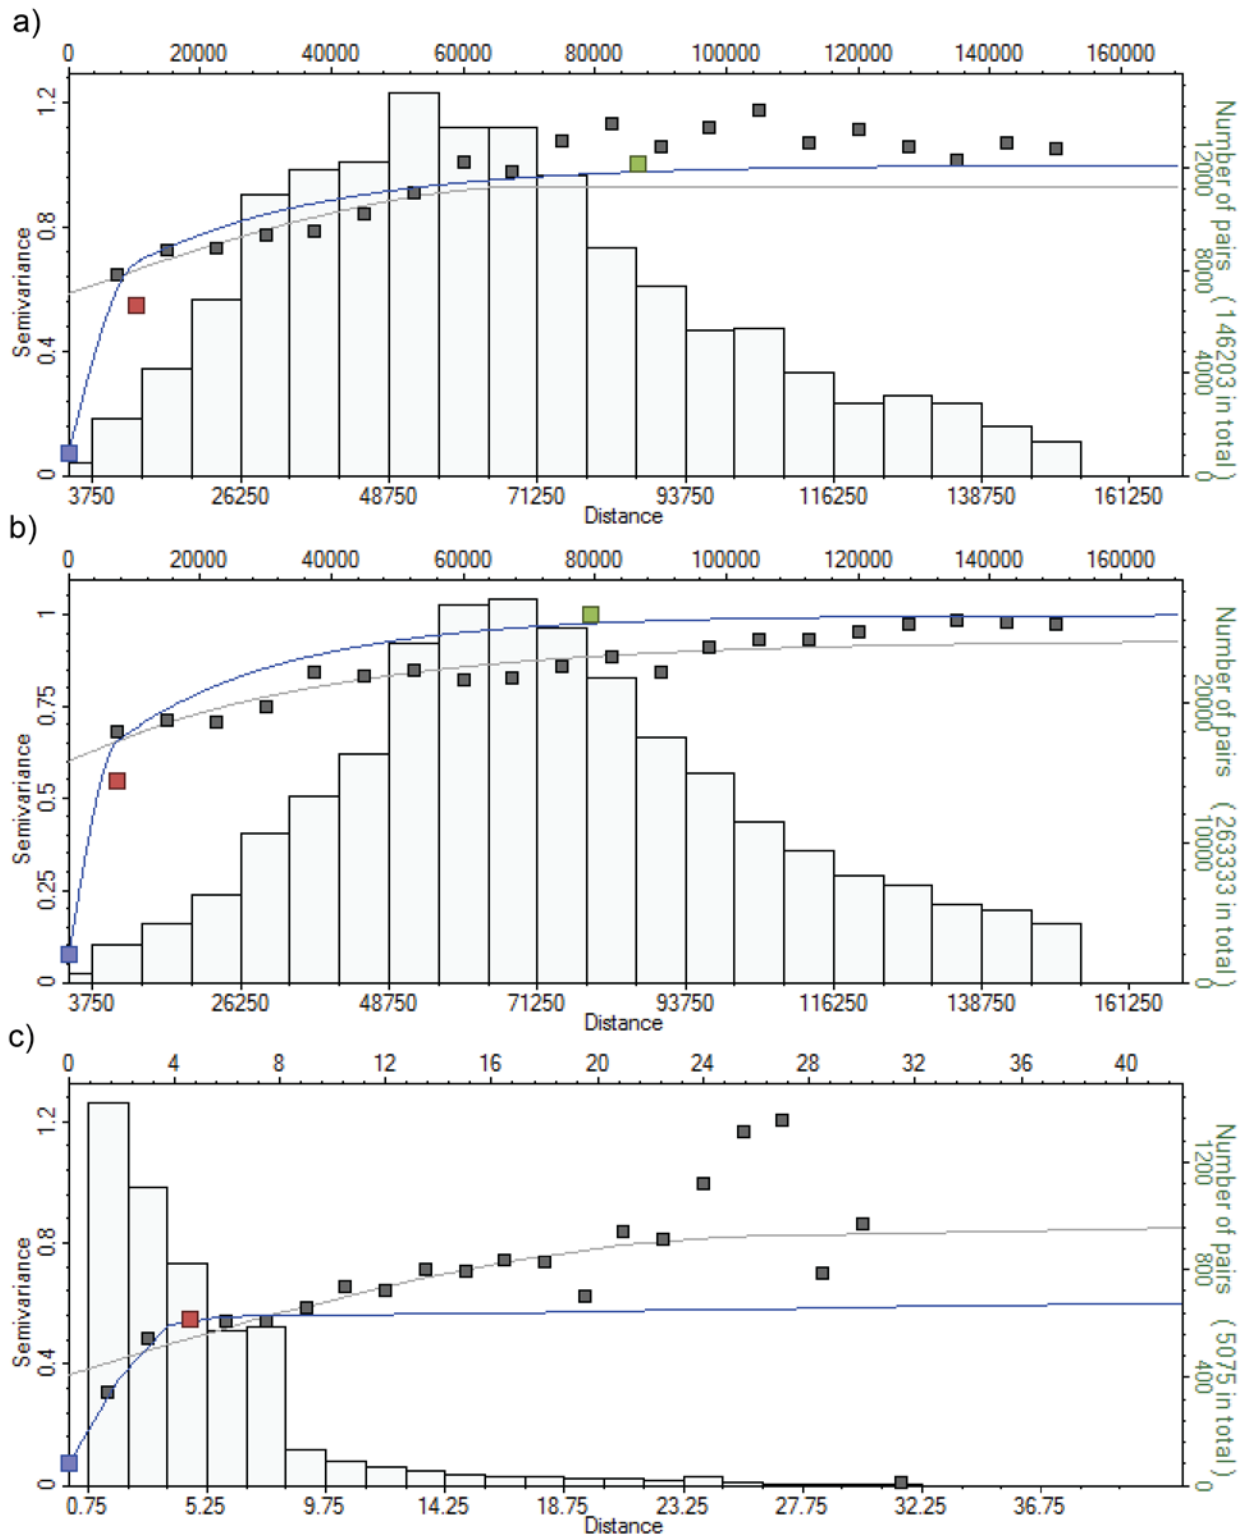 a)
0 20000 40000 60000 80000 100000 120000 140000 160000
Semivariance
0 0.4 0.8 1.2
Number of pairs ( 146203 in total )
0 4000 8000 12000
3750 26250 48750 71250 93750 116250 138750 161250
Distance
b)
0 20000 40000 60000 80000 100000 120000 140000 160000
Semivariance
0 0.25 0.5 0.75 1
Number of pairs ( 263333 in total )
0 10000 20000
3750 26250 48750 71250 93750 116250 138750 161250
Distance
c)
0 4 8 12 16 20 24 28 32 36 40
Semivariance
0 0.4 0.8 1.2
Number of pairs ( 5075 in total )
0 400 800 1200
0.75 5.25 9.75 14.25 18.75 23.25 27.75 32.25 36.75
Distance